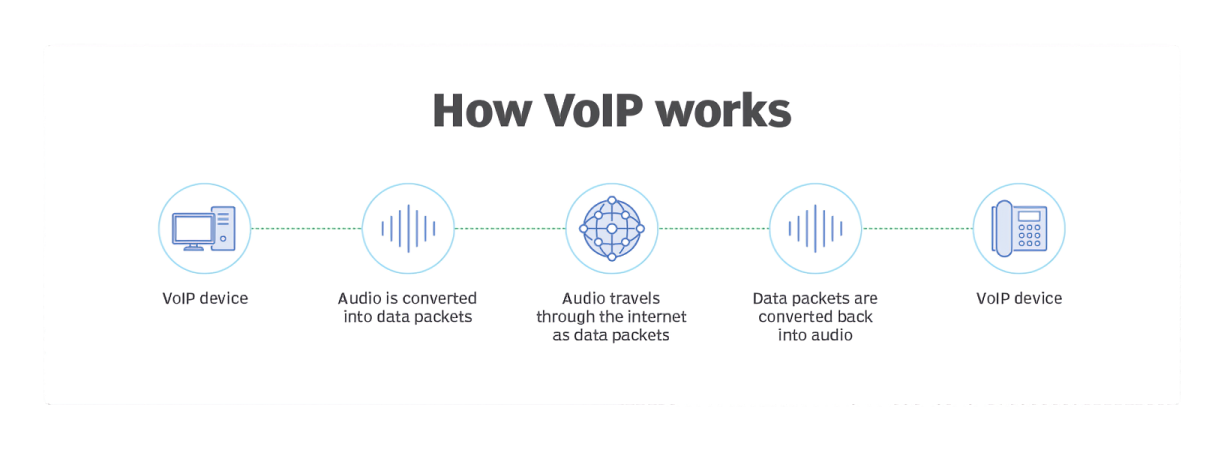 How VoIP works
VoIP device
Audio is converted
into data packets
Audio travels
through the internet
as data packets
Data packets are
converted back
into audio
VoIP device